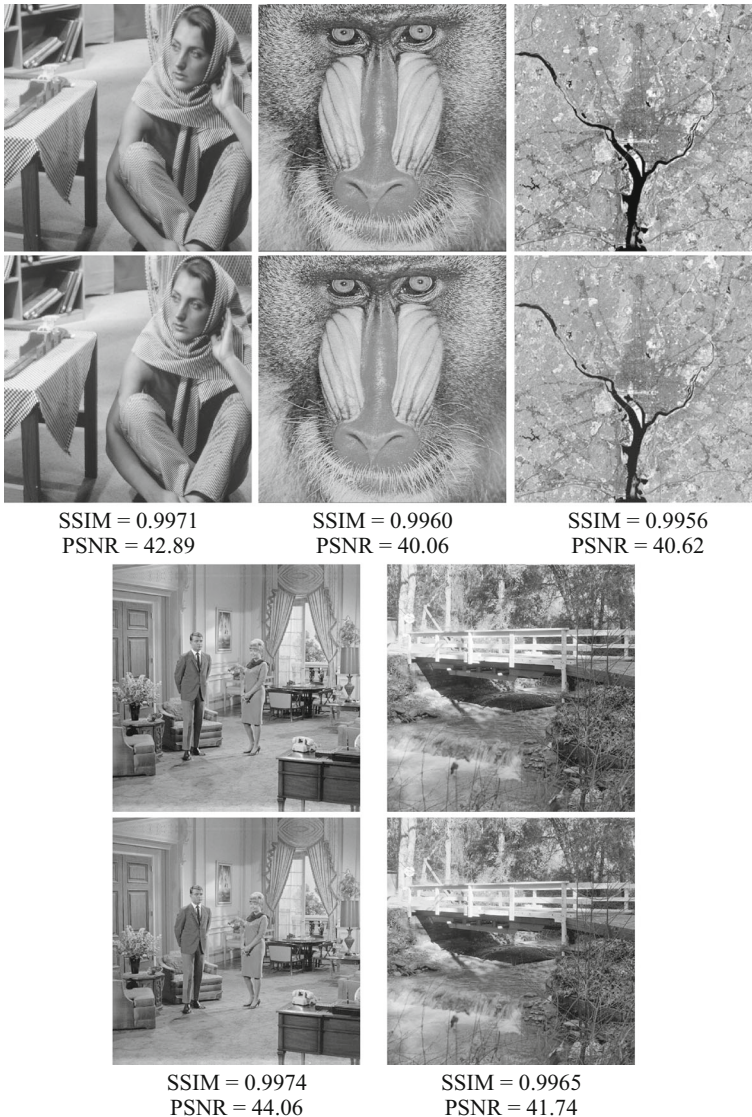 SSIM = 0.9971
PSNR = 42.89
SSIM = 0.9960
PSNR = 40.06
SSIM = 0.9956
PSNR = 40.62
SSIM = 0.9974
PSNR = 44.06
SSIM = 0.9965
PSNR = 41.74